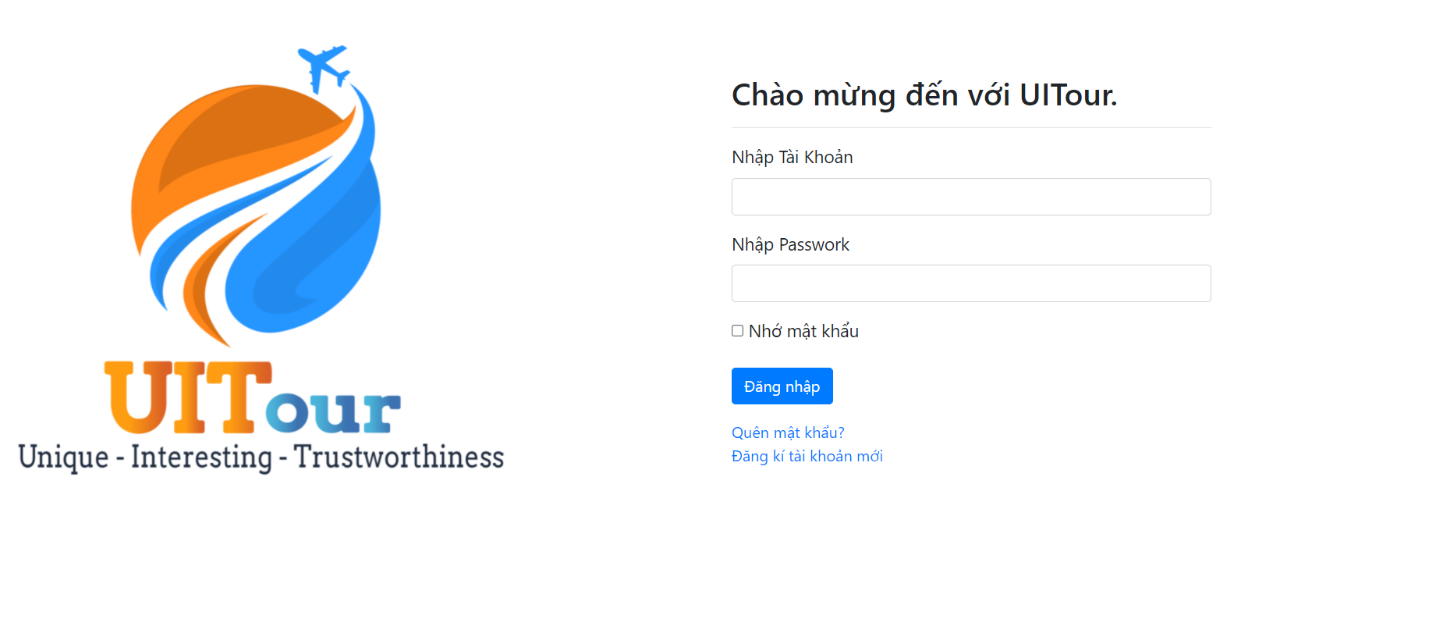 UITour
Unique - Interesting - Trustworthiness
Chào mừng đến với UITour.
Nhập Tài Khoản
Nhập Passwork
Nhớ mật khẩu
Đăng nhập
Quên mật khẩu?
Đăng kí tài khoản mới